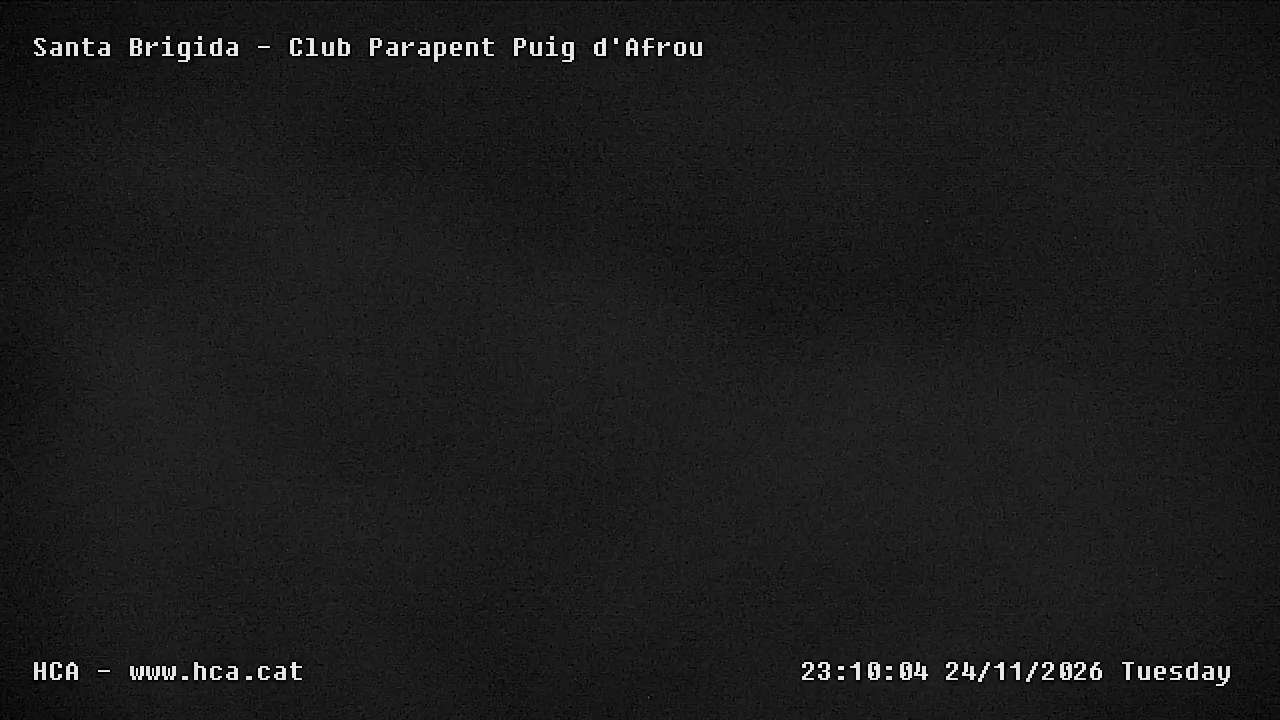 Santa Brigida - Club Parapent Puig d'Afrou
HCA - www.hca.cat
23:10:04 24/11/2026 Tuesday